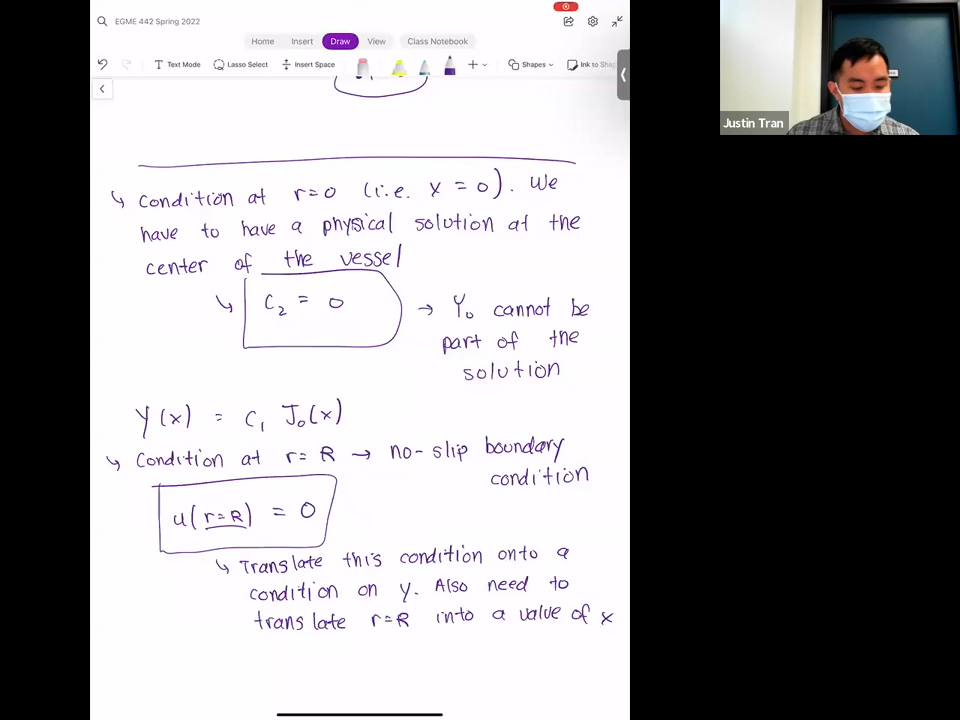 EGME 442 Spring 2022
Home Insert Draw View Class Notebook
Text Mode Lasso Select Insert Space Shapes Ink to Shap
Justin Tran
↳ Condition at r=0 (i.e. x = 0). We
have to have a physical solution at the
center of the vessel
↳ C₂ = 0 → Y₀ cannot be
part of the
solution
Y(x) = C₁ J₀(x)
↳ Condition at r=R → no-slip boundary
condition
u(r=R) = 0
↳ Translate this condition onto a
condition on y. Also need to
translate r=R into a value of x